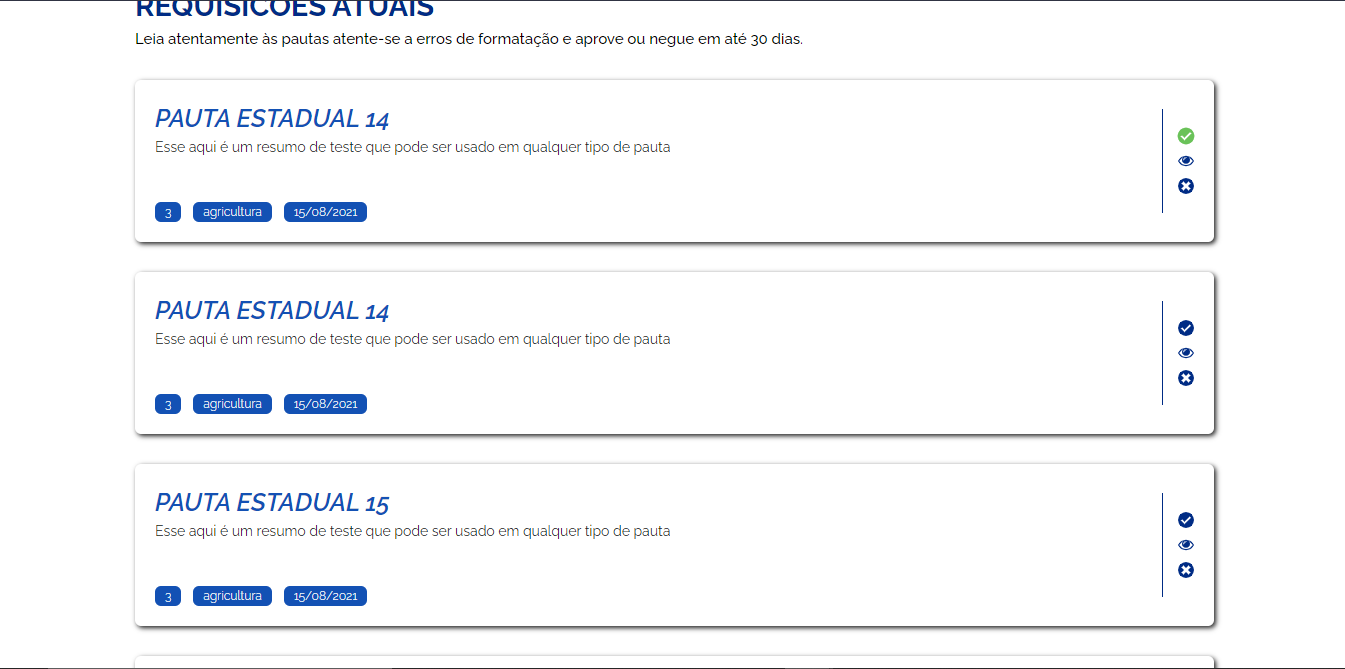 REQUISICOES ATUAIS
Leia atentamente às pautas atente-se a erros de formatação e aprove ou negue em até 30 dias.
PAUTA ESTADUAL 14
Esse aqui é um resumo de teste que pode ser usado em qualquer tipo de pauta
3 agricultura 15/08/2021
PAUTA ESTADUAL 14
Esse aqui é um resumo de teste que pode ser usado em qualquer tipo de pauta
3 agricultura 15/08/2021
PAUTA ESTADUAL 15
Esse aqui é um resumo de teste que pode ser usado em qualquer tipo de pauta
3 agricultura 15/08/2021